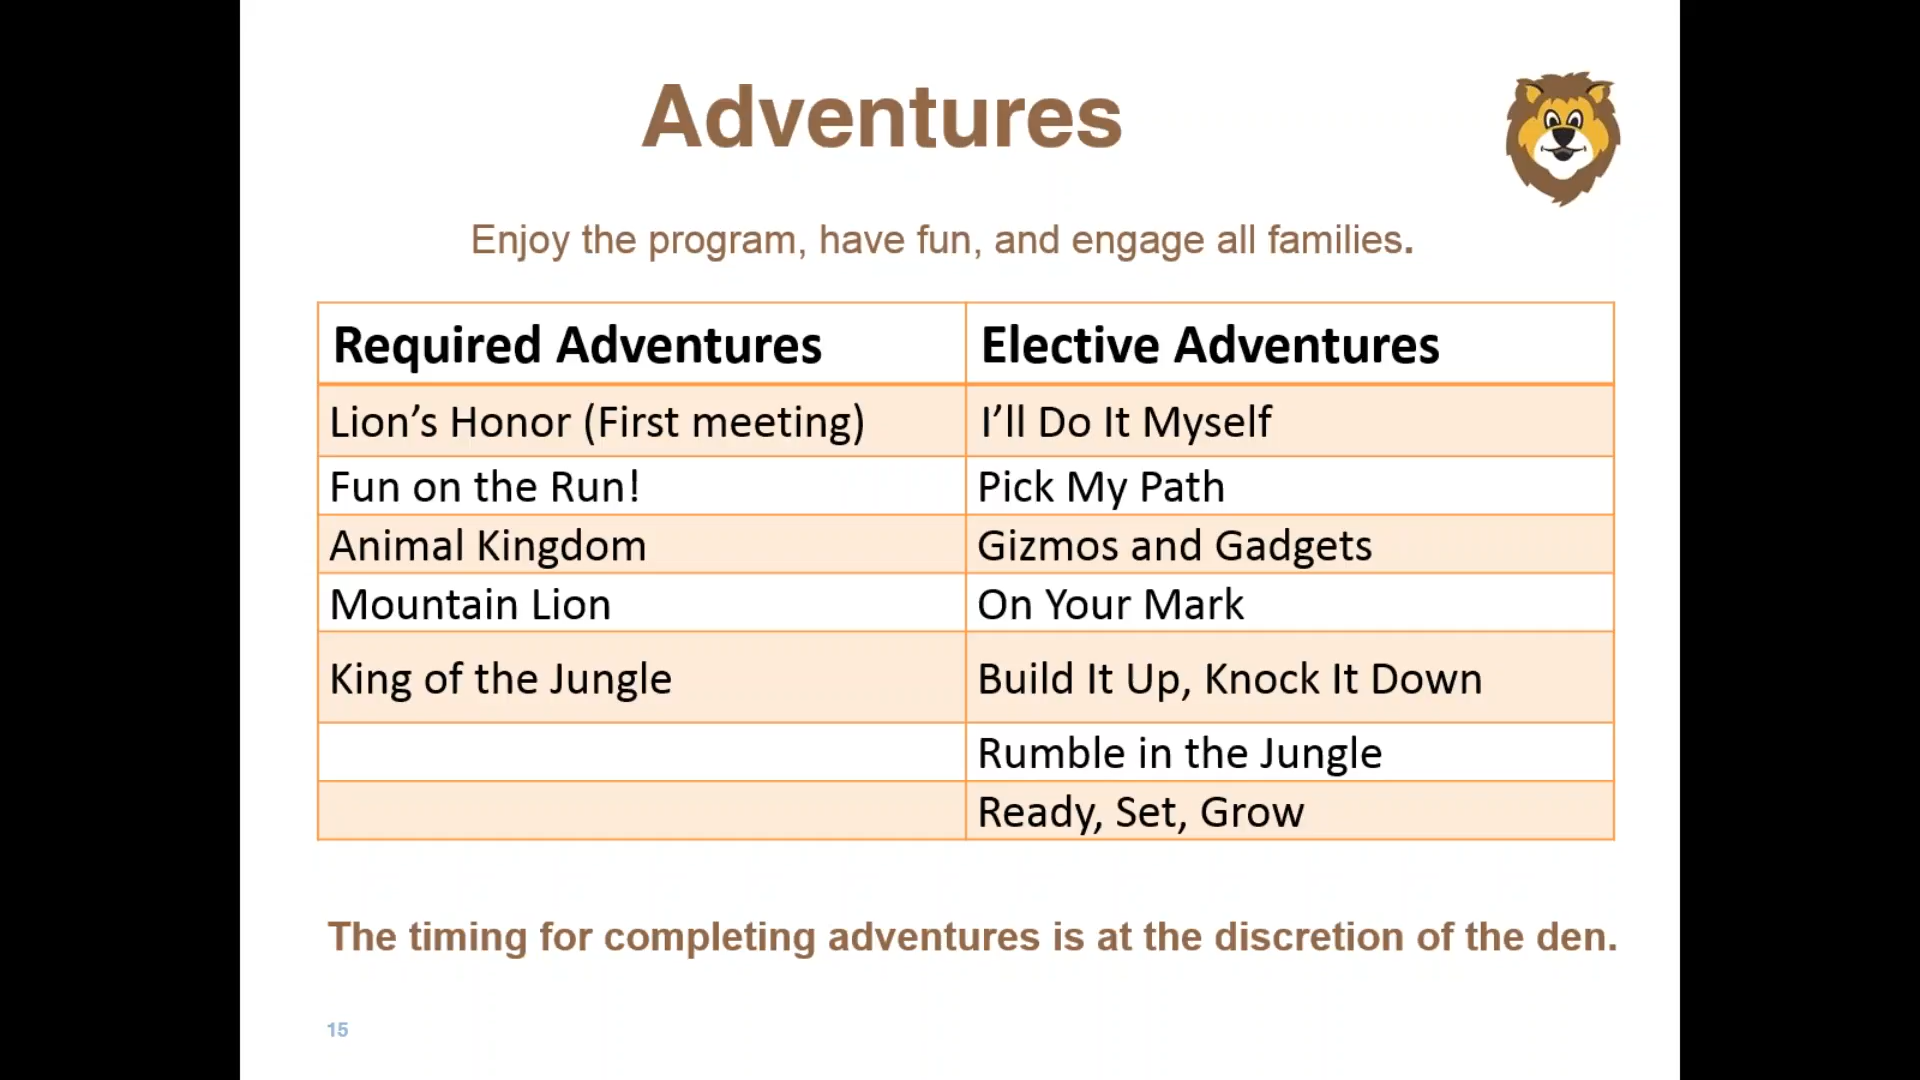 Adventures
Enjoy the program, have fun, and engage all families.
Required Adventures
Elective Adventures
Lion’s Honor (First meeting)
I’ll Do It Myself
Fun on the Run!
Pick My Path
Animal Kingdom
Gizmos and Gadgets
Mountain Lion
On Your Mark
King of the Jungle
Build It Up, Knock It Down
Rumble in the Jungle
Ready, Set, Grow
The timing for completing adventures is at the discretion of the den.
15